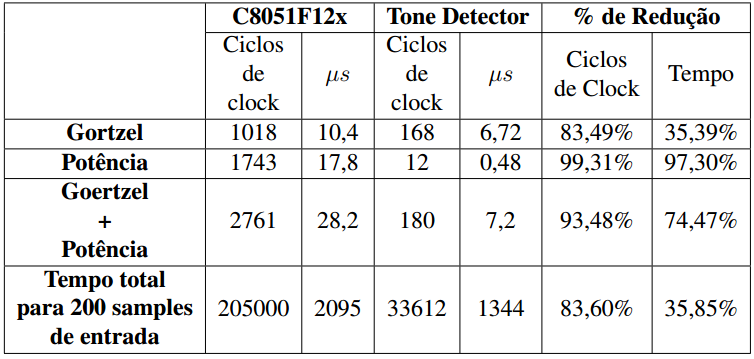 C8051F12x Tone Detector % de Redução
Ciclos de clock μs Ciclos de clock μs Ciclos de Clock Tempo
Gortzel 1018 10,4 168 6,72 83,49% 35,39%
Potência 1743 17,8 12 0,48 99,31% 97,30%
Goertzel + Potência 2761 28,2 180 7,2 93,48% 74,47%
Tempo total para 200 samples de entrada 205000 2095 33612 1344 83,60% 35,85%